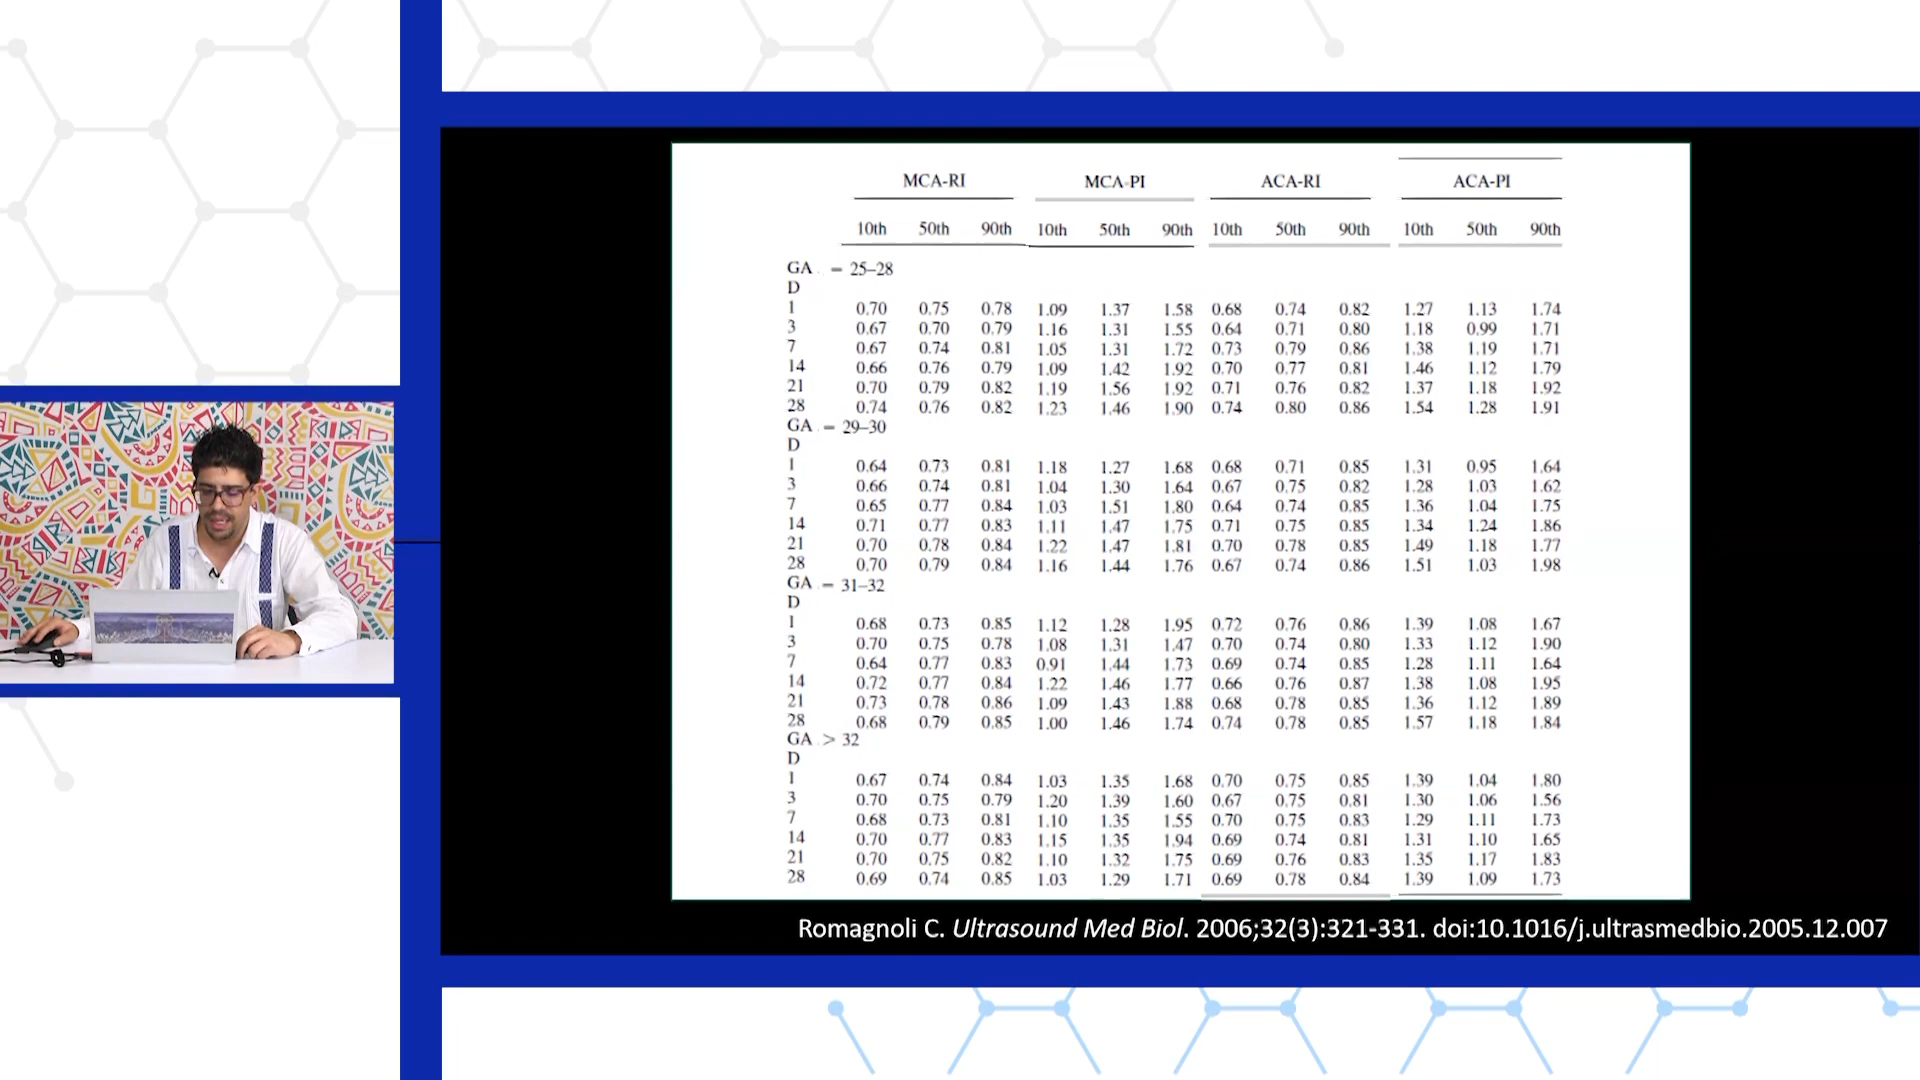 MCA-RI MCA-PI ACA-RI ACA-PI
10th 50th 90th 10th 50th 90th 10th 50th 90th 10th 50th 90th
GA = 25–28
D
1 0.70 0.75 0.78 1.09 1.37 1.58 0.68 0.74 0.82 1.27 1.13 1.74
3 0.67 0.70 0.79 1.16 1.31 1.55 0.64 0.71 0.80 1.18 0.99 1.71
7 0.67 0.74 0.81 1.05 1.31 1.72 0.73 0.79 0.86 1.38 1.19 1.71
14 0.66 0.76 0.79 1.09 1.42 1.92 0.70 0.77 0.81 1.46 1.12 1.79
21 0.70 0.79 0.82 1.19 1.56 1.92 0.71 0.76 0.82 1.37 1.18 1.92
28 0.74 0.76 0.82 1.23 1.46 1.90 0.74 0.80 0.86 1.54 1.28 1.91
GA = 29–30
D
1 0.64 0.73 0.81 1.18 1.27 1.68 0.68 0.71 0.85 1.31 0.95 1.64
3 0.66 0.74 0.81 1.04 1.30 1.64 0.67 0.75 0.82 1.28 1.03 1.62
7 0.65 0.77 0.84 1.03 1.51 1.80 0.64 0.74 0.85 1.36 1.04 1.75
14 0.71 0.77 0.83 1.11 1.47 1.75 0.71 0.75 0.85 1.34 1.24 1.86
21 0.70 0.78 0.84 1.22 1.47 1.81 0.70 0.78 0.85 1.49 1.18 1.77
28 0.70 0.79 0.84 1.16 1.44 1.76 0.67 0.74 0.86 1.51 1.03 1.98
GA = 31–32
D
1 0.68 0.73 0.85 1.12 1.28 1.95 0.72 0.76 0.86 1.39 1.08 1.67
3 0.70 0.75 0.78 1.08 1.31 1.47 0.70 0.74 0.80 1.33 1.12 1.90
7 0.64 0.77 0.83 0.91 1.44 1.73 0.69 0.74 0.85 1.28 1.11 1.64
14 0.72 0.77 0.84 1.22 1.46 1.77 0.66 0.76 0.87 1.38 1.08 1.95
21 0.73 0.78 0.86 1.09 1.43 1.88 0.68 0.78 0.85 1.36 1.12 1.89
28 0.68 0.79 0.85 1.00 1.46 1.74 0.74 0.78 0.85 1.57 1.18 1.84
GA > 32
D
1 0.67 0.74 0.84 1.03 1.35 1.68 0.70 0.75 0.85 1.39 1.04 1.80
3 0.70 0.75 0.79 1.20 1.39 1.60 0.67 0.75 0.81 1.30 1.06 1.56
7 0.68 0.73 0.81 1.10 1.35 1.55 0.70 0.75 0.83 1.29 1.11 1.73
14 0.70 0.77 0.83 1.15 1.35 1.94 0.69 0.74 0.81 1.31 1.10 1.65
21 0.70 0.75 0.82 1.10 1.32 1.75 0.69 0.76 0.83 1.35 1.17 1.83
28 0.69 0.74 0.85 1.03 1.29 1.71 0.69 0.78 0.84 1.39 1.09 1.73
Romagnoli C. Ultrasound Med Biol. 2006;32(3):321-331. doi:10.1016/j.ultrasmedbio.2005.12.007